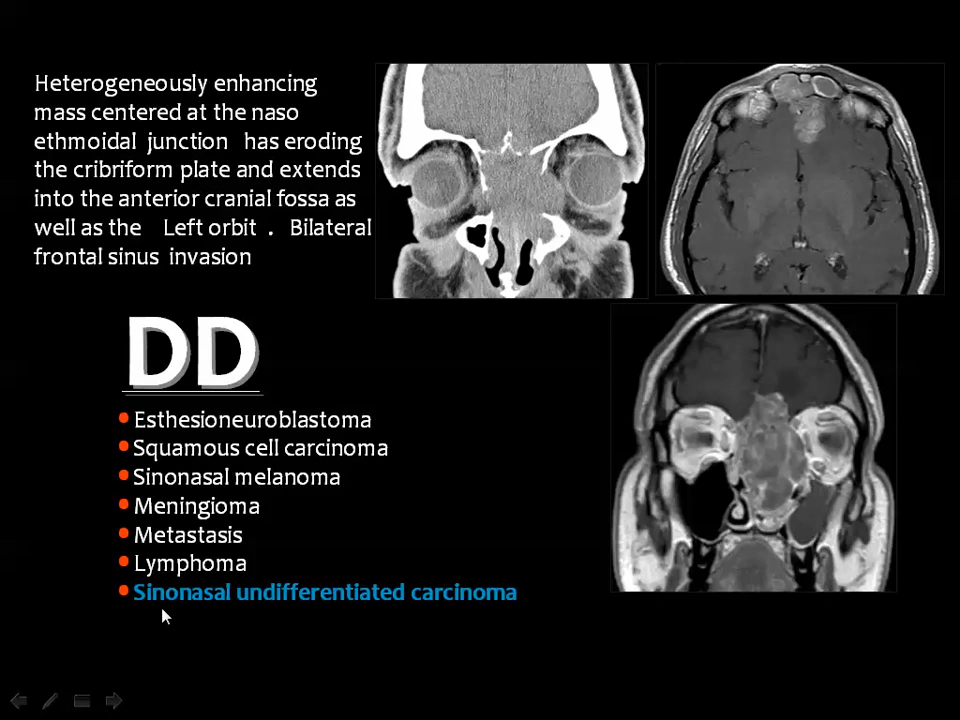 Heterogeneously enhancing
mass centered at the naso
ethmoidal junction has eroding
the cribriform plate and extends
into the anterior cranial fossa as
well as the Left orbit . Bilateral
frontal sinus invasion
DD
• Esthesioneuroblastoma
• Squamous cell carcinoma
• Sinonasal melanoma
• Meningioma
• Metastasis
• Lymphoma
• Sinonasal undifferentiated carcinoma